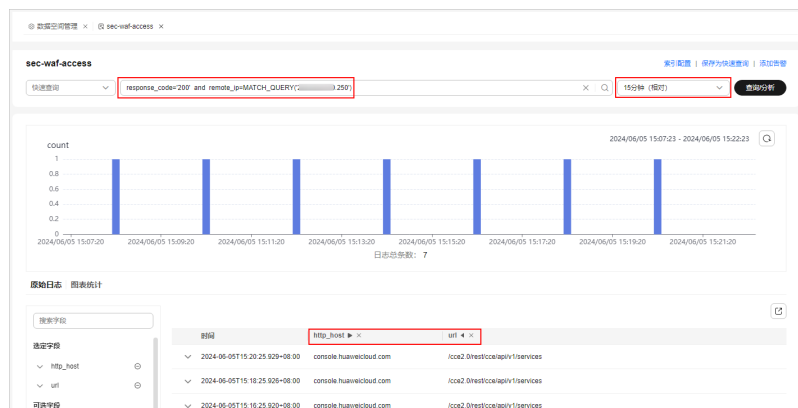 数据空间管理 × sec-waf-access ×
sec-waf-access
索引配置 | 保存为快速查询 | 添加告警
快速查询 response_code='200' and remote_ip=MATCH_QUERY('2 .250') × 15分钟（相对） 查询/分析
2024/06/05 15:07:23 - 2024/06/05 15:22:23
count
1
0.8
0.6
0.4
0.2
0
2024/06/05 15:07:20 2024/06/05 15:09:20 2024/06/05 15:11:20 2024/06/05 15:13:20 2024/06/05 15:15:20 2024/06/05 15:17:20 2024/06/05 15:19:20 2024/06/05 15:21:20
日志总条数： 7
原始日志 图表统计
搜索字段
时间 http_host × url ×
选定字段
http_host
url
可选字段
2024-06-05T15:20:25.929+08:00 console.huaweicloud.com /cce2.0/rest/cce/api/v1/services
2024-06-05T15:18:25.926+08:00 console.huaweicloud.com /cce2.0/rest/cce/api/v1/services
2024-06-05T15:16:25.920+08:00 console.huaweicloud.com /cce2.0/rest/cce/api/v1/services